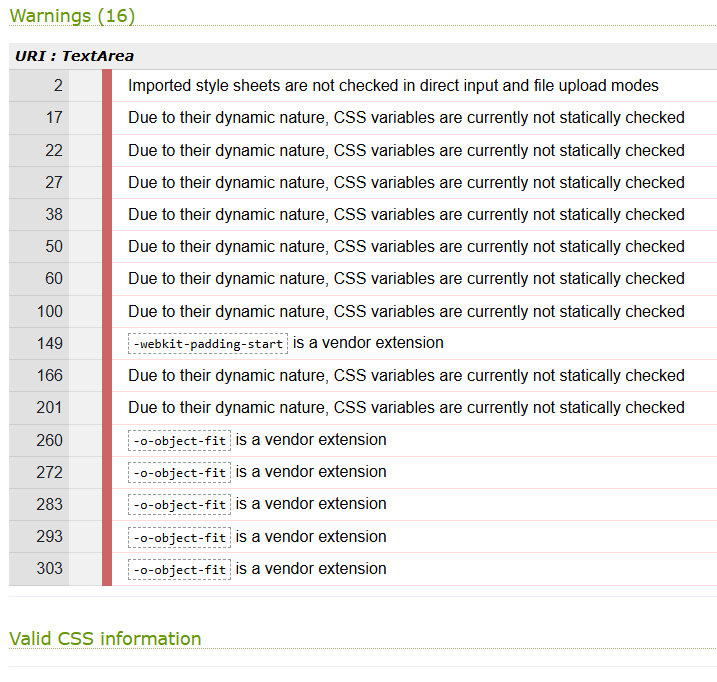 Warnings (16)
URI : TextArea
2 Imported style sheets are not checked in direct input and file upload modes
17 Due to their dynamic nature, CSS variables are currently not statically checked
22 Due to their dynamic nature, CSS variables are currently not statically checked
27 Due to their dynamic nature, CSS variables are currently not statically checked
38 Due to their dynamic nature, CSS variables are currently not statically checked
50 Due to their dynamic nature, CSS variables are currently not statically checked
60 Due to their dynamic nature, CSS variables are currently not statically checked
100 Due to their dynamic nature, CSS variables are currently not statically checked
149 -webkit-padding-start is a vendor extension
166 Due to their dynamic nature, CSS variables are currently not statically checked
201 Due to their dynamic nature, CSS variables are currently not statically checked
260 -o-object-fit is a vendor extension
272 -o-object-fit is a vendor extension
283 -o-object-fit is a vendor extension
293 -o-object-fit is a vendor extension
303 -o-object-fit is a vendor extension
Valid CSS information